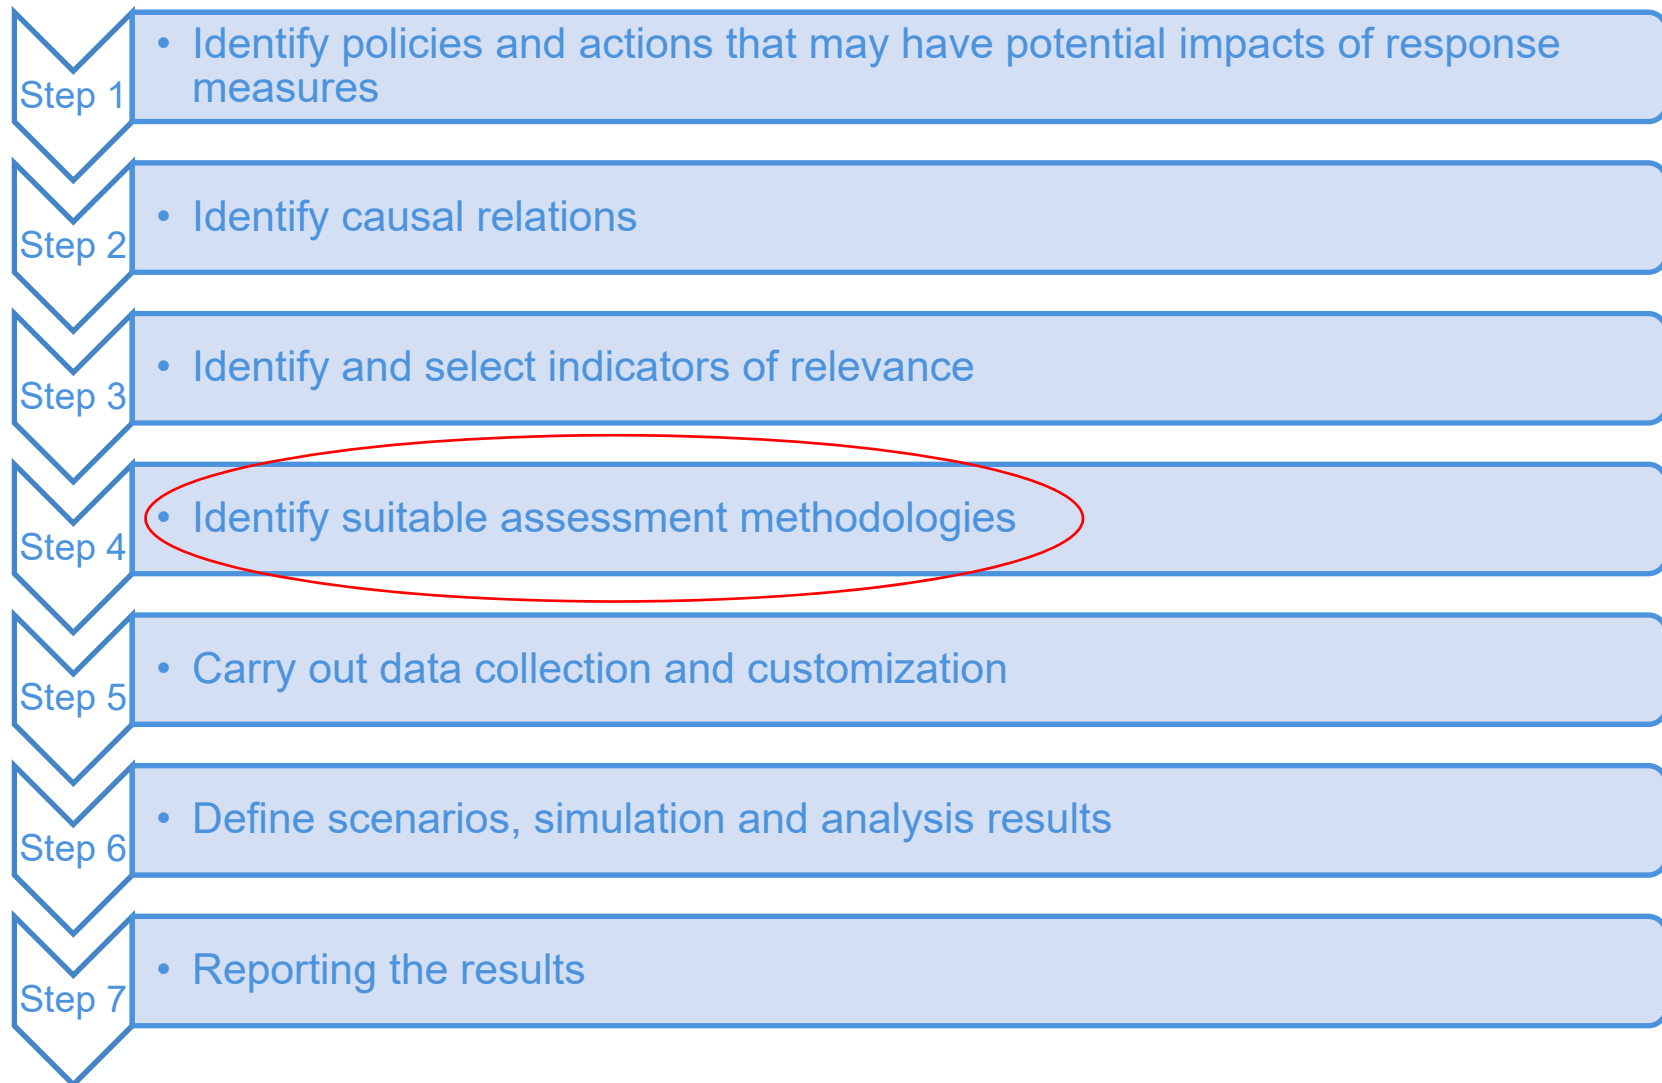 Step 1
• Identify policies and actions that may have potential impacts of response
measures
Step 2
• Identify causal relations
Step 3
• Identify and select indicators of relevance
Step 4
• Identify suitable assessment methodologies
Step 5
• Carry out data collection and customization
Step 6
• Define scenarios, simulation and analysis results
Step 7
• Reporting the results